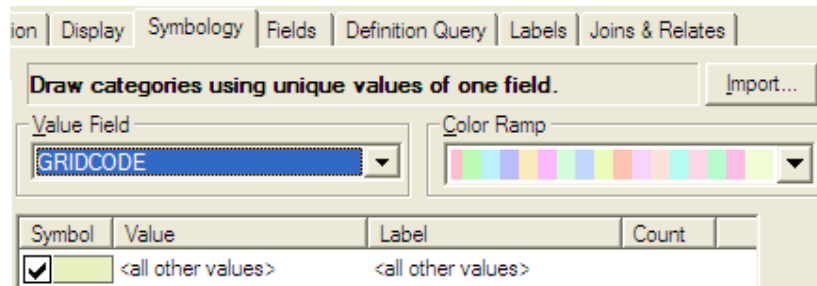 ion Display Symbology Fields Definition Query Labels Joins & Relates
Draw categories using unique values of one field. Import...
Value Field Color Ramp
GRIDCODE
Symbol Value Label Count
<all other values> <all other values>